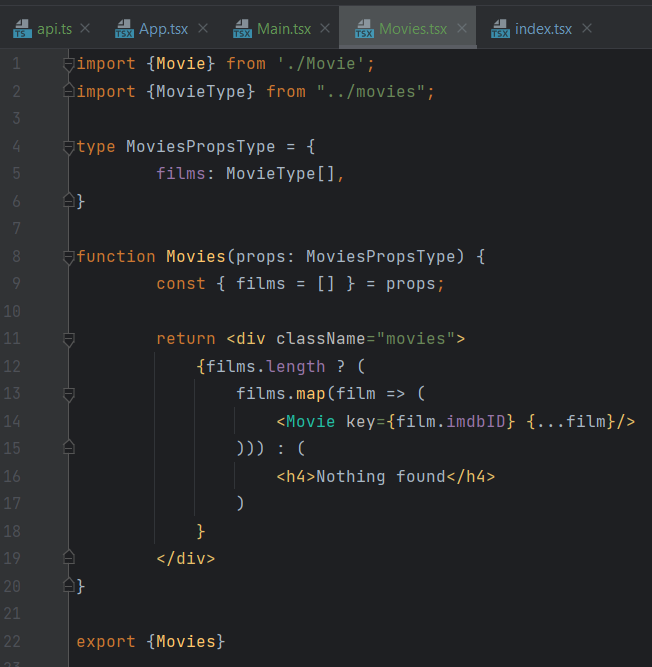 api.ts App.tsx Main.tsx Movies.tsx index.tsx
1 import {Movie} from './Movie';
2 import {MovieType} from "../movies";
3
4 type MoviesPropsType = {
5 films: MovieType[],
6 }
7
8 function Movies(props: MoviesPropsType) {
9 const { films = [] } = props;
10
11 return <div className="movies">
12 {films.length ? (
13 films.map(film => (
14 <Movie key={film.imdbID} {...film}/>
15 ))) : (
16 <h4>Nothing found</h4>
17 )
18 }
19 </div>
20 }
21
22 export {Movies}
23